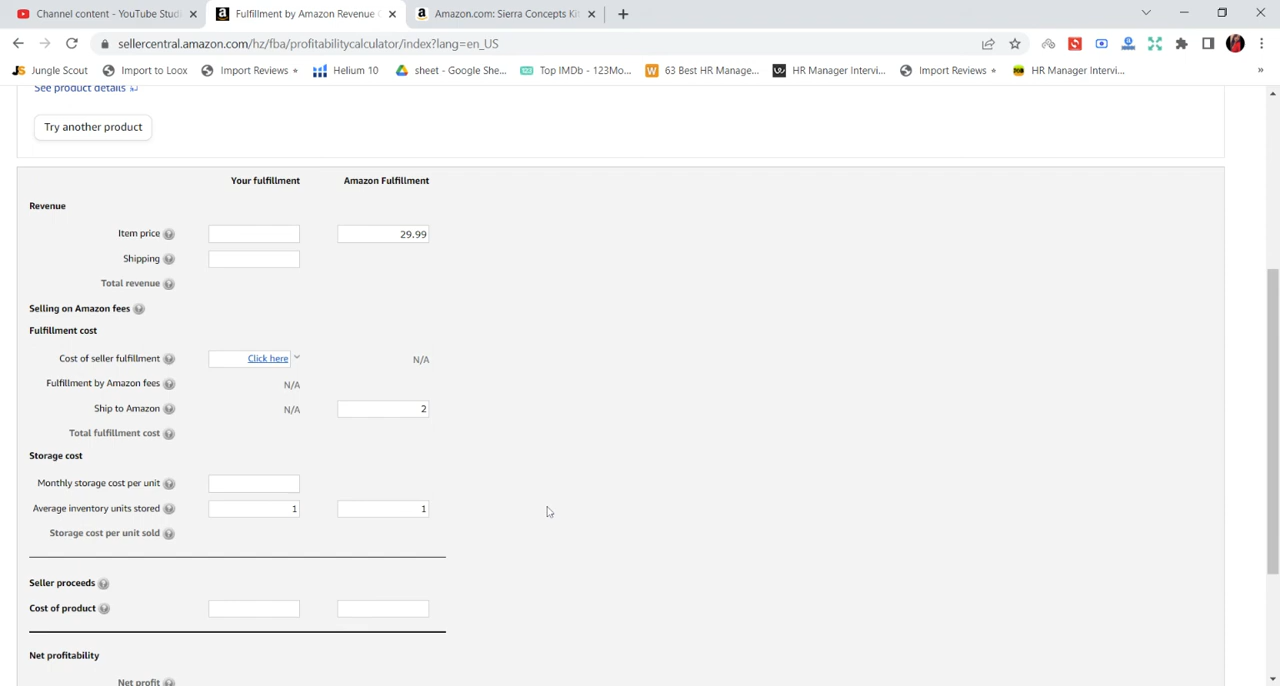 Channel content - YouTube Studi
Fulfillment by Amazon Revenue C
Amazon.com: Sierra Concepts Kit
sellercentral.amazon.com/hz/fba/profitabilitycalculator/index?lang=en_US
Jungle Scout
Import to Loox
Import Reviews
Helium 10
sheet - Google She...
Top IMDb - 123Mo...
63 Best HR Manage...
HR Manager Intervi...
Import Reviews
HR Manager Intervi...
»
See product details
Try another product
Your fulfillment Amazon Fulfillment
Revenue
Item price 29.99
Shipping
Total revenue
Selling on Amazon fees
Fulfillment cost
Cost of seller fulfillment Click here N/A
Fulfillment by Amazon fees N/A
Ship to Amazon N/A 2
Total fulfillment cost
Storage cost
Monthly storage cost per unit
Average inventory units stored 1 1
Storage cost per unit sold
Seller proceeds
Cost of product
Net profitability
Net profit